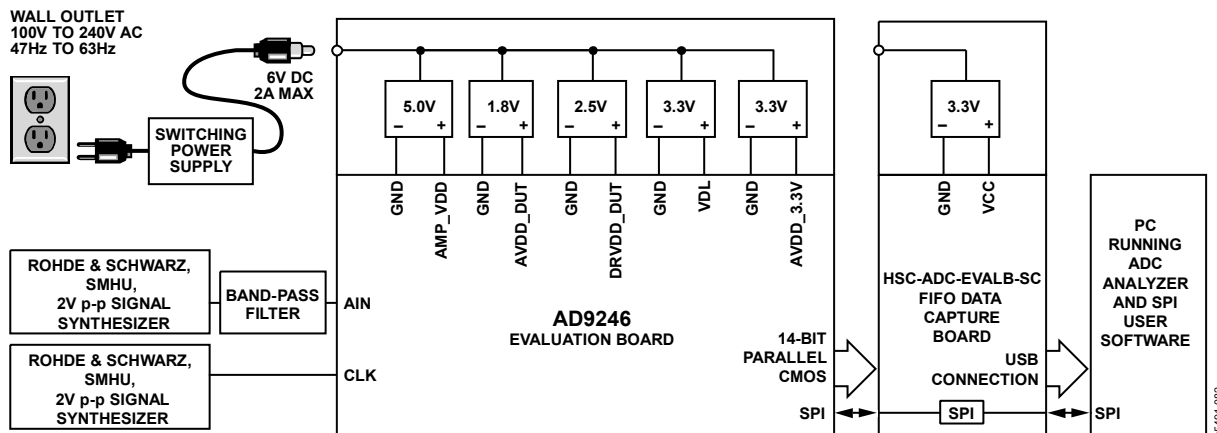 WALL OUTLET
100V TO 240V AC
47Hz TO 63Hz
6V DC
2A MAX
SWITCHING
POWER
SUPPLY
5.0V
1.8V
2.5V
3.3V
3.3V
3.3V
– +
– +
– +
– +
– +
– +
GND
AMP_VDD
GND
AVDD_DUT
GND
DRVDD_DUT
GND
VDL
GND
AVDD_3.3V
GND
VCC
ROHDE & SCHWARZ,
SMHU,
2V p-p SIGNAL
SYNTHESIZER
BAND-PASS
FILTER
AIN
ROHDE & SCHWARZ,
SMHU,
2V p-p SIGNAL
SYNTHESIZER
CLK
AD9246
EVALUATION BOARD
14-BIT
PARALLEL
CMOS
SPI
HSC-ADC-EVALB-SC
FIFO DATA
CAPTURE
BOARD
USB
CONNECTION
SPI
PC
RUNNING
ADC
ANALYZER
AND SPI
USER
SOFTWARE
SPI